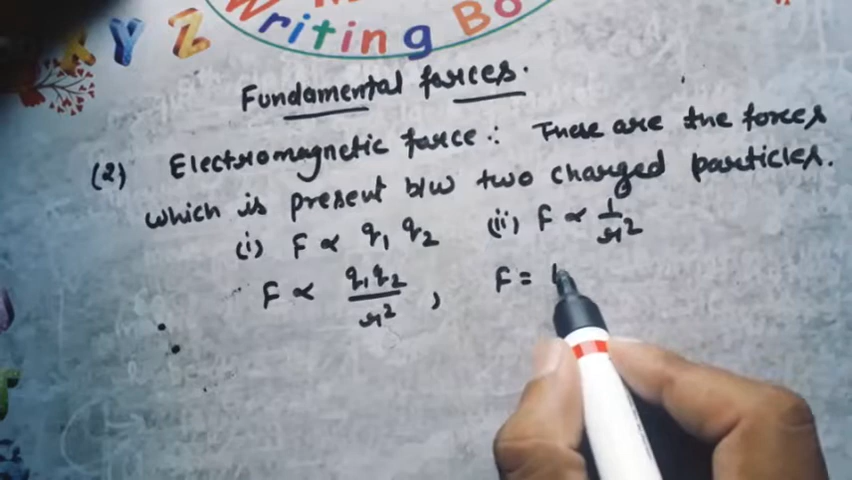 XYZ
Writing Bo
Fundamental forces.
(2) Electromagnetic force :. These are the forces
which is present b/w two charged particles.
(i) F ∝ q₁ q₂ (ii) F ∝ 1/r²
F ∝ q₁q₂/r² , F =